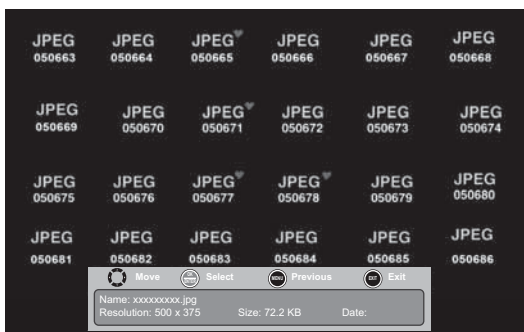 JPEG JPEG JPEG JPEG JPEG JPEG
050663 050664 050665 050666 050667 050668
JPEG JPEG JPEG JPEG JPEG JPEG
050669 050670 050671 050672 050673 050674
JPEG JPEG JPEG JPEG JPEG JPEG
050675 050676 050677 050678 050679 050680
JPEG JPEG JPEG JPEG JPEG JPEG
050681 050682 050683 050684 050685 050686
Move Select MENU Previous EXIT Exit
Name: xxxxxxxxx.jpg
Resolution: 500 x 375 Size: 72.2 KB Date: